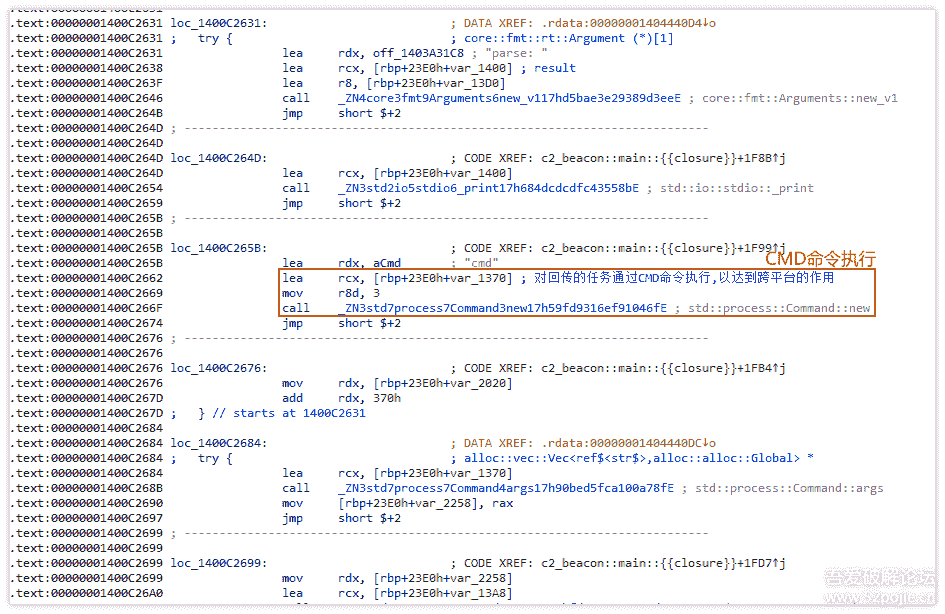 .text:00000001400C2631 loc_1400C2631: ; DATA XREF: .rdata:00000001404440D4↓o
.text:00000001400C2631 ; try { ; core::fmt::rt::Argument (*)[1]
.text:00000001400C2631 lea rdx, off_1403A31C8 ; "parse: "
.text:00000001400C2638 lea rcx, [rbp+23E0h+var_1400] ; result
.text:00000001400C263F lea r8, [rbp+23E0h+var_13D0]
.text:00000001400C2646 call _ZN4core3fmt9Arguments6new_v117hd5bae3e29389d3eeE ; core::fmt::Arguments::new_v1
.text:00000001400C264B jmp short $+2
.text:00000001400C264D ; ---------------------------------------------------------------------------
.text:00000001400C264D
.text:00000001400C264D loc_1400C264D: ; CODE XREF: c2_beacon::main::{{closure}}+1F8B↑j
.text:00000001400C264D lea rcx, [rbp+23E0h+var_1400]
.text:00000001400C2654 call _ZN3std2io5stdio6_print17h684dcdcdfc43558bE ; std::io::stdio::_print
.text:00000001400C2659 jmp short $+2
.text:00000001400C265B ; ---------------------------------------------------------------------------
.text:00000001400C265B
.text:00000001400C265B loc_1400C265B: ; CODE XREF: c2_beacon::main::{{closure}}+1F99↑j
CMD命令执行
.text:00000001400C265B lea rdx, aCmd ; "cmd"
.text:00000001400C2662 lea rcx, [rbp+23E0h+var_1370] ; 对回传的任务通过CMD命令执行,以达到跨平台的作用
.text:00000001400C2669 mov r8d, 3
.text:00000001400C266F call _ZN3std7process7Command3new17h59fd9316ef91046fE ; std::process::Command::new
.text:00000001400C2674 jmp short $+2
.text:00000001400C2676 ; ---------------------------------------------------------------------------
.text:00000001400C2676
.text:00000001400C2676 loc_1400C2676: ; CODE XREF: c2_beacon::main::{{closure}}+1FB4↑j
.text:00000001400C2676 mov rdx, [rbp+23E0h+var_2020]
.text:00000001400C267D add rdx, 370h
.text:00000001400C267D ; } // starts at 1400C2631
.text:00000001400C2684
.text:00000001400C2684 loc_1400C2684: ; DATA XREF: .rdata:00000001404440DC↓o
.text:00000001400C2684 ; try { ; alloc::vec::Vec<ref$<str$>,alloc::alloc::Global> *
.text:00000001400C2684 lea rcx, [rbp+23E0h+var_1370]
.text:00000001400C268B call _ZN3std7process7Command4args17h90bed5fca100a78fE ; std::process::Command::args
.text:00000001400C2690 mov [rbp+23E0h+var_2258], rax
.text:00000001400C2697 jmp short $+2
.text:00000001400C2699 ; ---------------------------------------------------------------------------
.text:00000001400C2699
.text:00000001400C2699 loc_1400C2699: ; CODE XREF: c2_beacon::main::{{closure}}+1FD7↑j
.text:00000001400C2699 mov rdx, [rbp+23E0h+var_2258]
.text:00000001400C26A0 lea rcx, [rbp+23E0h+var_13A8]
吾爱破解论坛
www.52pojie.cn